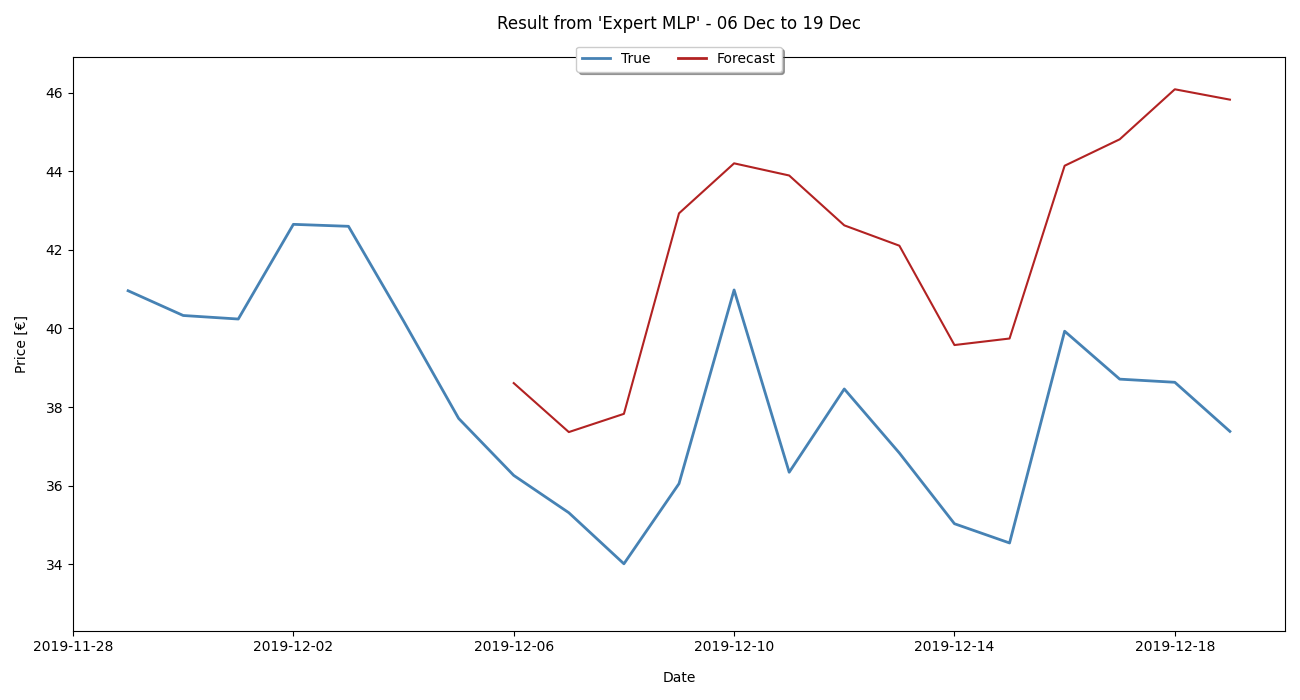 Result from 'Expert MLP' - 06 Dec to 19 Dec
True
Forecast
46
44
42
40
38
36
34
Price [€]
2019-11-28
2019-12-02
2019-12-06
2019-12-10
2019-12-14
2019-12-18
Date